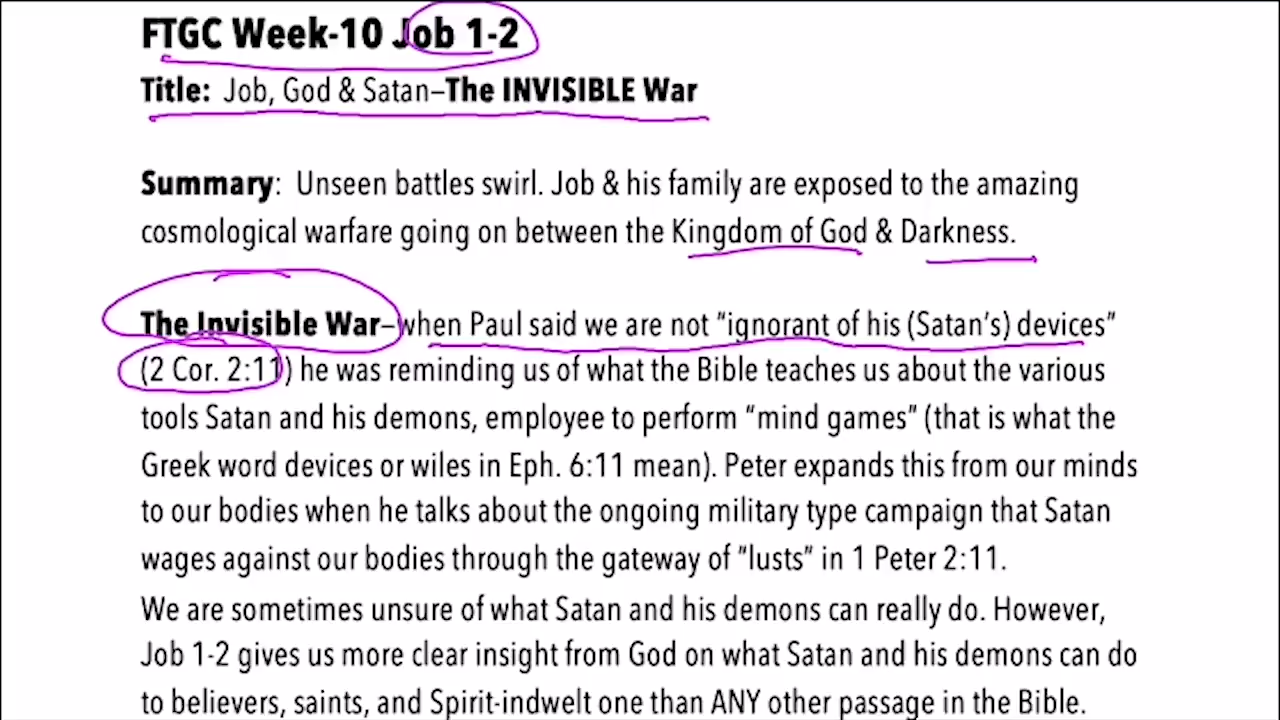 FTGC Week-10 Job 1-2
Title: Job, God & Satan–The INVISIBLE War
Summary: Unseen battles swirl. Job & his family are exposed to the amazing
cosmological warfare going on between the Kingdom of God & Darkness.
The Invisible War–when Paul said we are not “ignorant of his (Satan’s) devices”
(2 Cor. 2:11) he was reminding us of what the Bible teaches us about the various
tools Satan and his demons, employee to perform “mind games” (that is what the
Greek word devices or wiles in Eph. 6:11 mean). Peter expands this from our minds
to our bodies when he talks about the ongoing military type campaign that Satan
wages against our bodies through the gateway of “lusts” in 1 Peter 2:11.
We are sometimes unsure of what Satan and his demons can really do. However,
Job 1-2 gives us more clear insight from God on what Satan and his demons can do
to believers, saints, and Spirit-indwelt one than ANY other passage in the Bible.